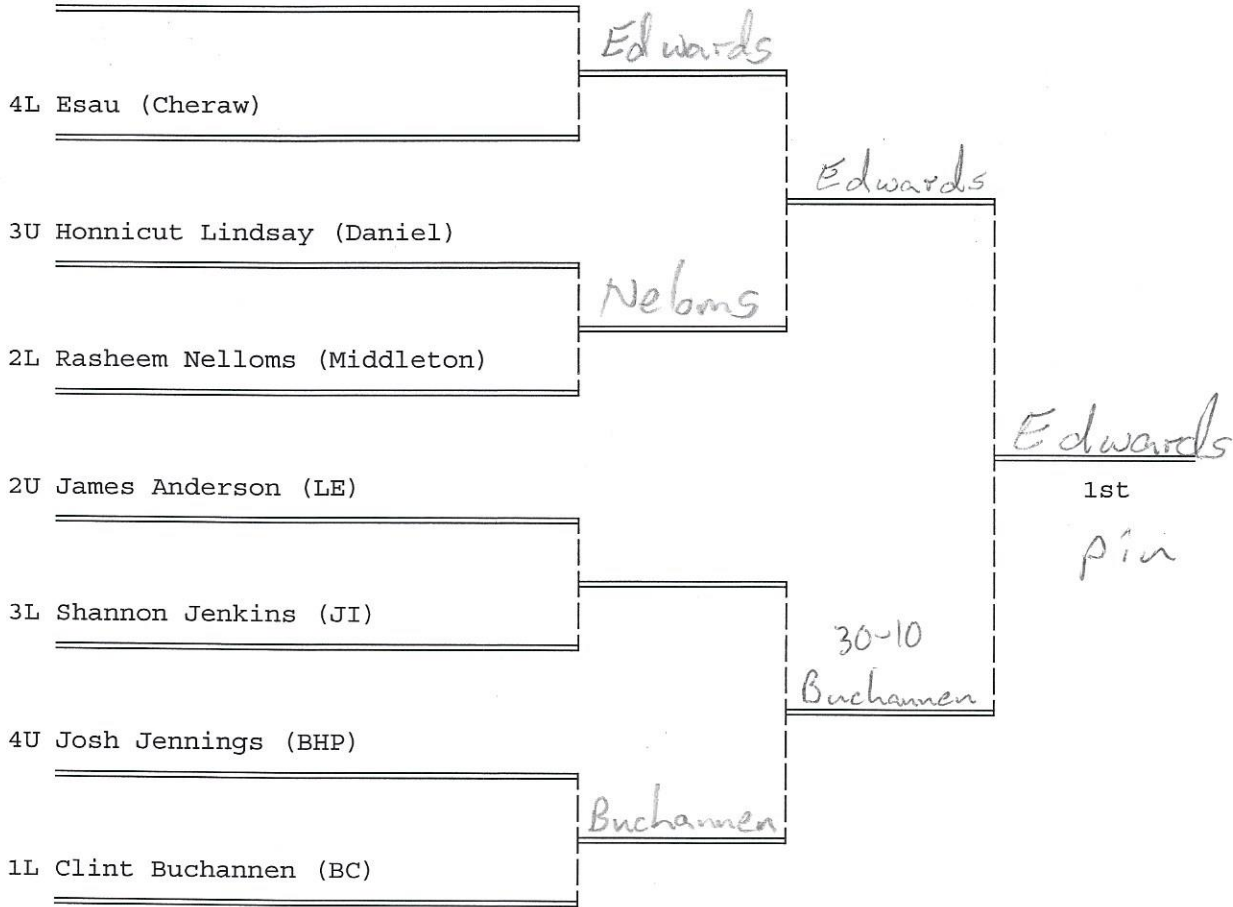 Edwards
4L Esau (Cheraw)
Edwards
3U Honnicut Lindsay (Daniel)
Neloms
2L Rasheem Nelloms (Middleton)
Edwards
2U James Anderson (LE)
1st
pin
3L Shannon Jenkins (JI)
30-10
Buchannen
4U Josh Jennings (BHP)
Buchannen
1L Clint Buchannen (BC)